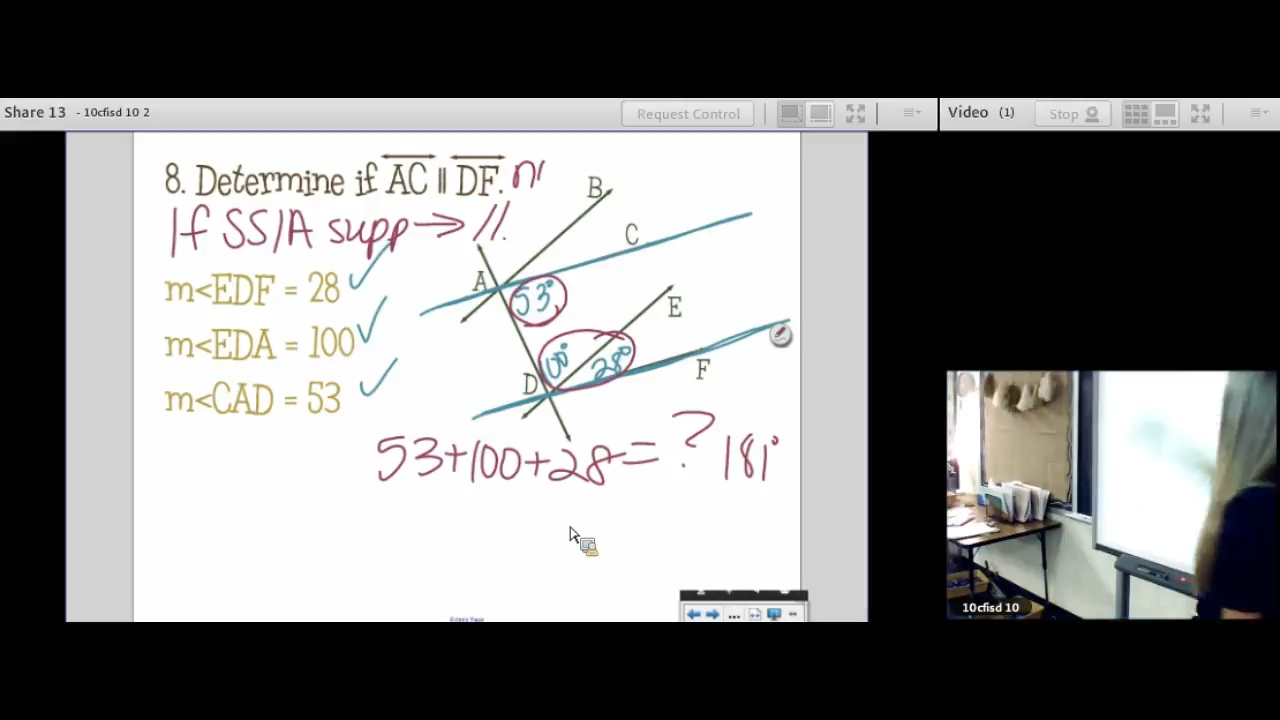 Share 13 - 10cfisd 10 2
Request Control
Video (1)
Stop
8. Determine if AC || DF.
If SSIA supp → //.
m<EDF = 28 ✓
m<EDA = 100 ✓
m<CAD = 53 ✓
B
C
A
53°
E
100°
28°
D
F
53+100+28= ? 181°
10cfisd 10